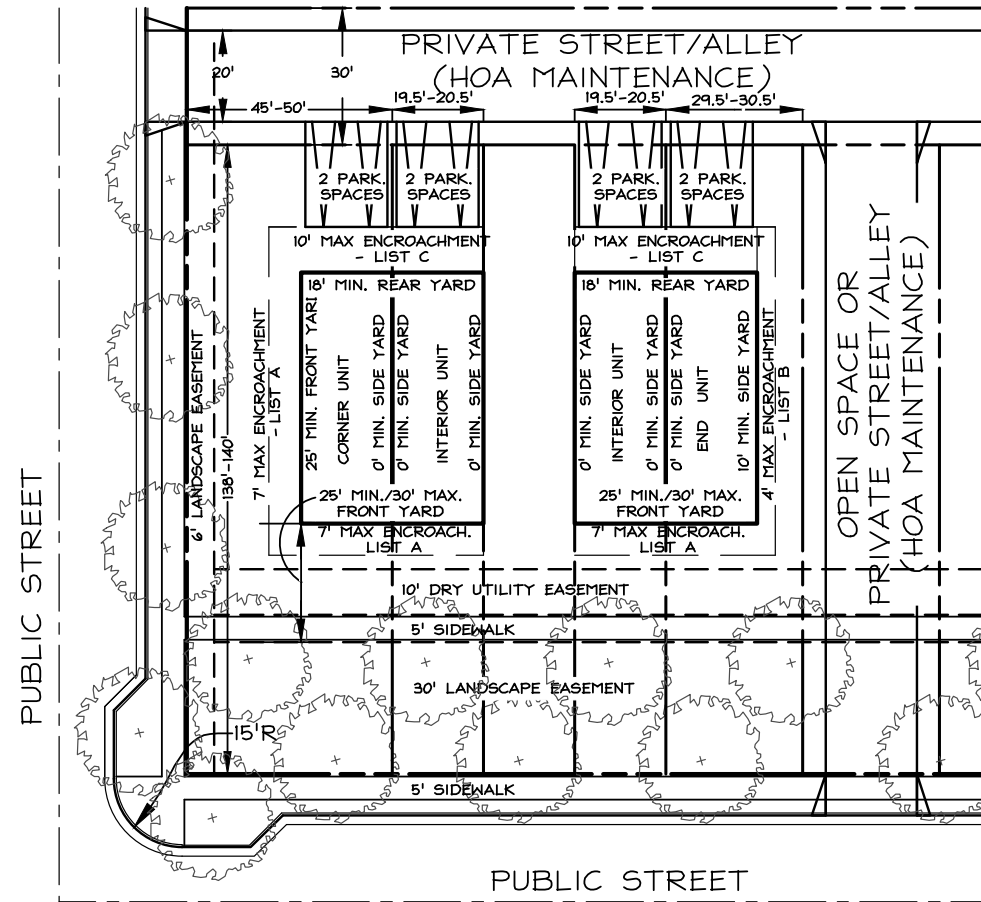 PRIVATE STREET/ALLEY
(HOA MAINTENANCE)
20'
30'
45'-50'
19.5'-20.5'
19.5'-20.5'
29.5'-30.5'
2 PARK.
SPACES
2 PARK.
SPACES
2 PARK.
SPACES
2 PARK.
SPACES
10' MAX ENCROACHMENT
- LIST C
10' MAX ENCROACHMENT
- LIST C
18' MIN. REAR YARD
18' MIN. REAR YARD
6' LANDSCAPE EASEMENT
138'-140'
7' MAX ENCROACHMENT
- LIST A
25' MIN. FRONT YARI
CORNER UNIT
0' MIN. SIDE YARD
0' MIN. SIDE YARD
INTERIOR UNIT
0' MIN. SIDE YARD
0' MIN. SIDE YARD
INTERIOR UNIT
0' MIN. SIDE YARD
0' MIN. SIDE YARD
END UNIT
10' MIN. SIDE YARD
4' MAX ENCROACHMENT
- LIST B
OPEN SPACE OR
PRIVATE STREET/ALLEY
(HOA MAINTENANCE)
25' MIN./30' MAX.
FRONT YARD
25' MIN./30' MAX.
FRONT YARD
7' MAX ENCROACH.
LIST A
7' MAX ENCROACH.
LIST A
10' DRY UTILITY EASEMENT
5' SIDEWALK
30' LANDSCAPE EASEMENT
15'R
5' SIDEWALK
PUBLIC STREET
PUBLIC STREET